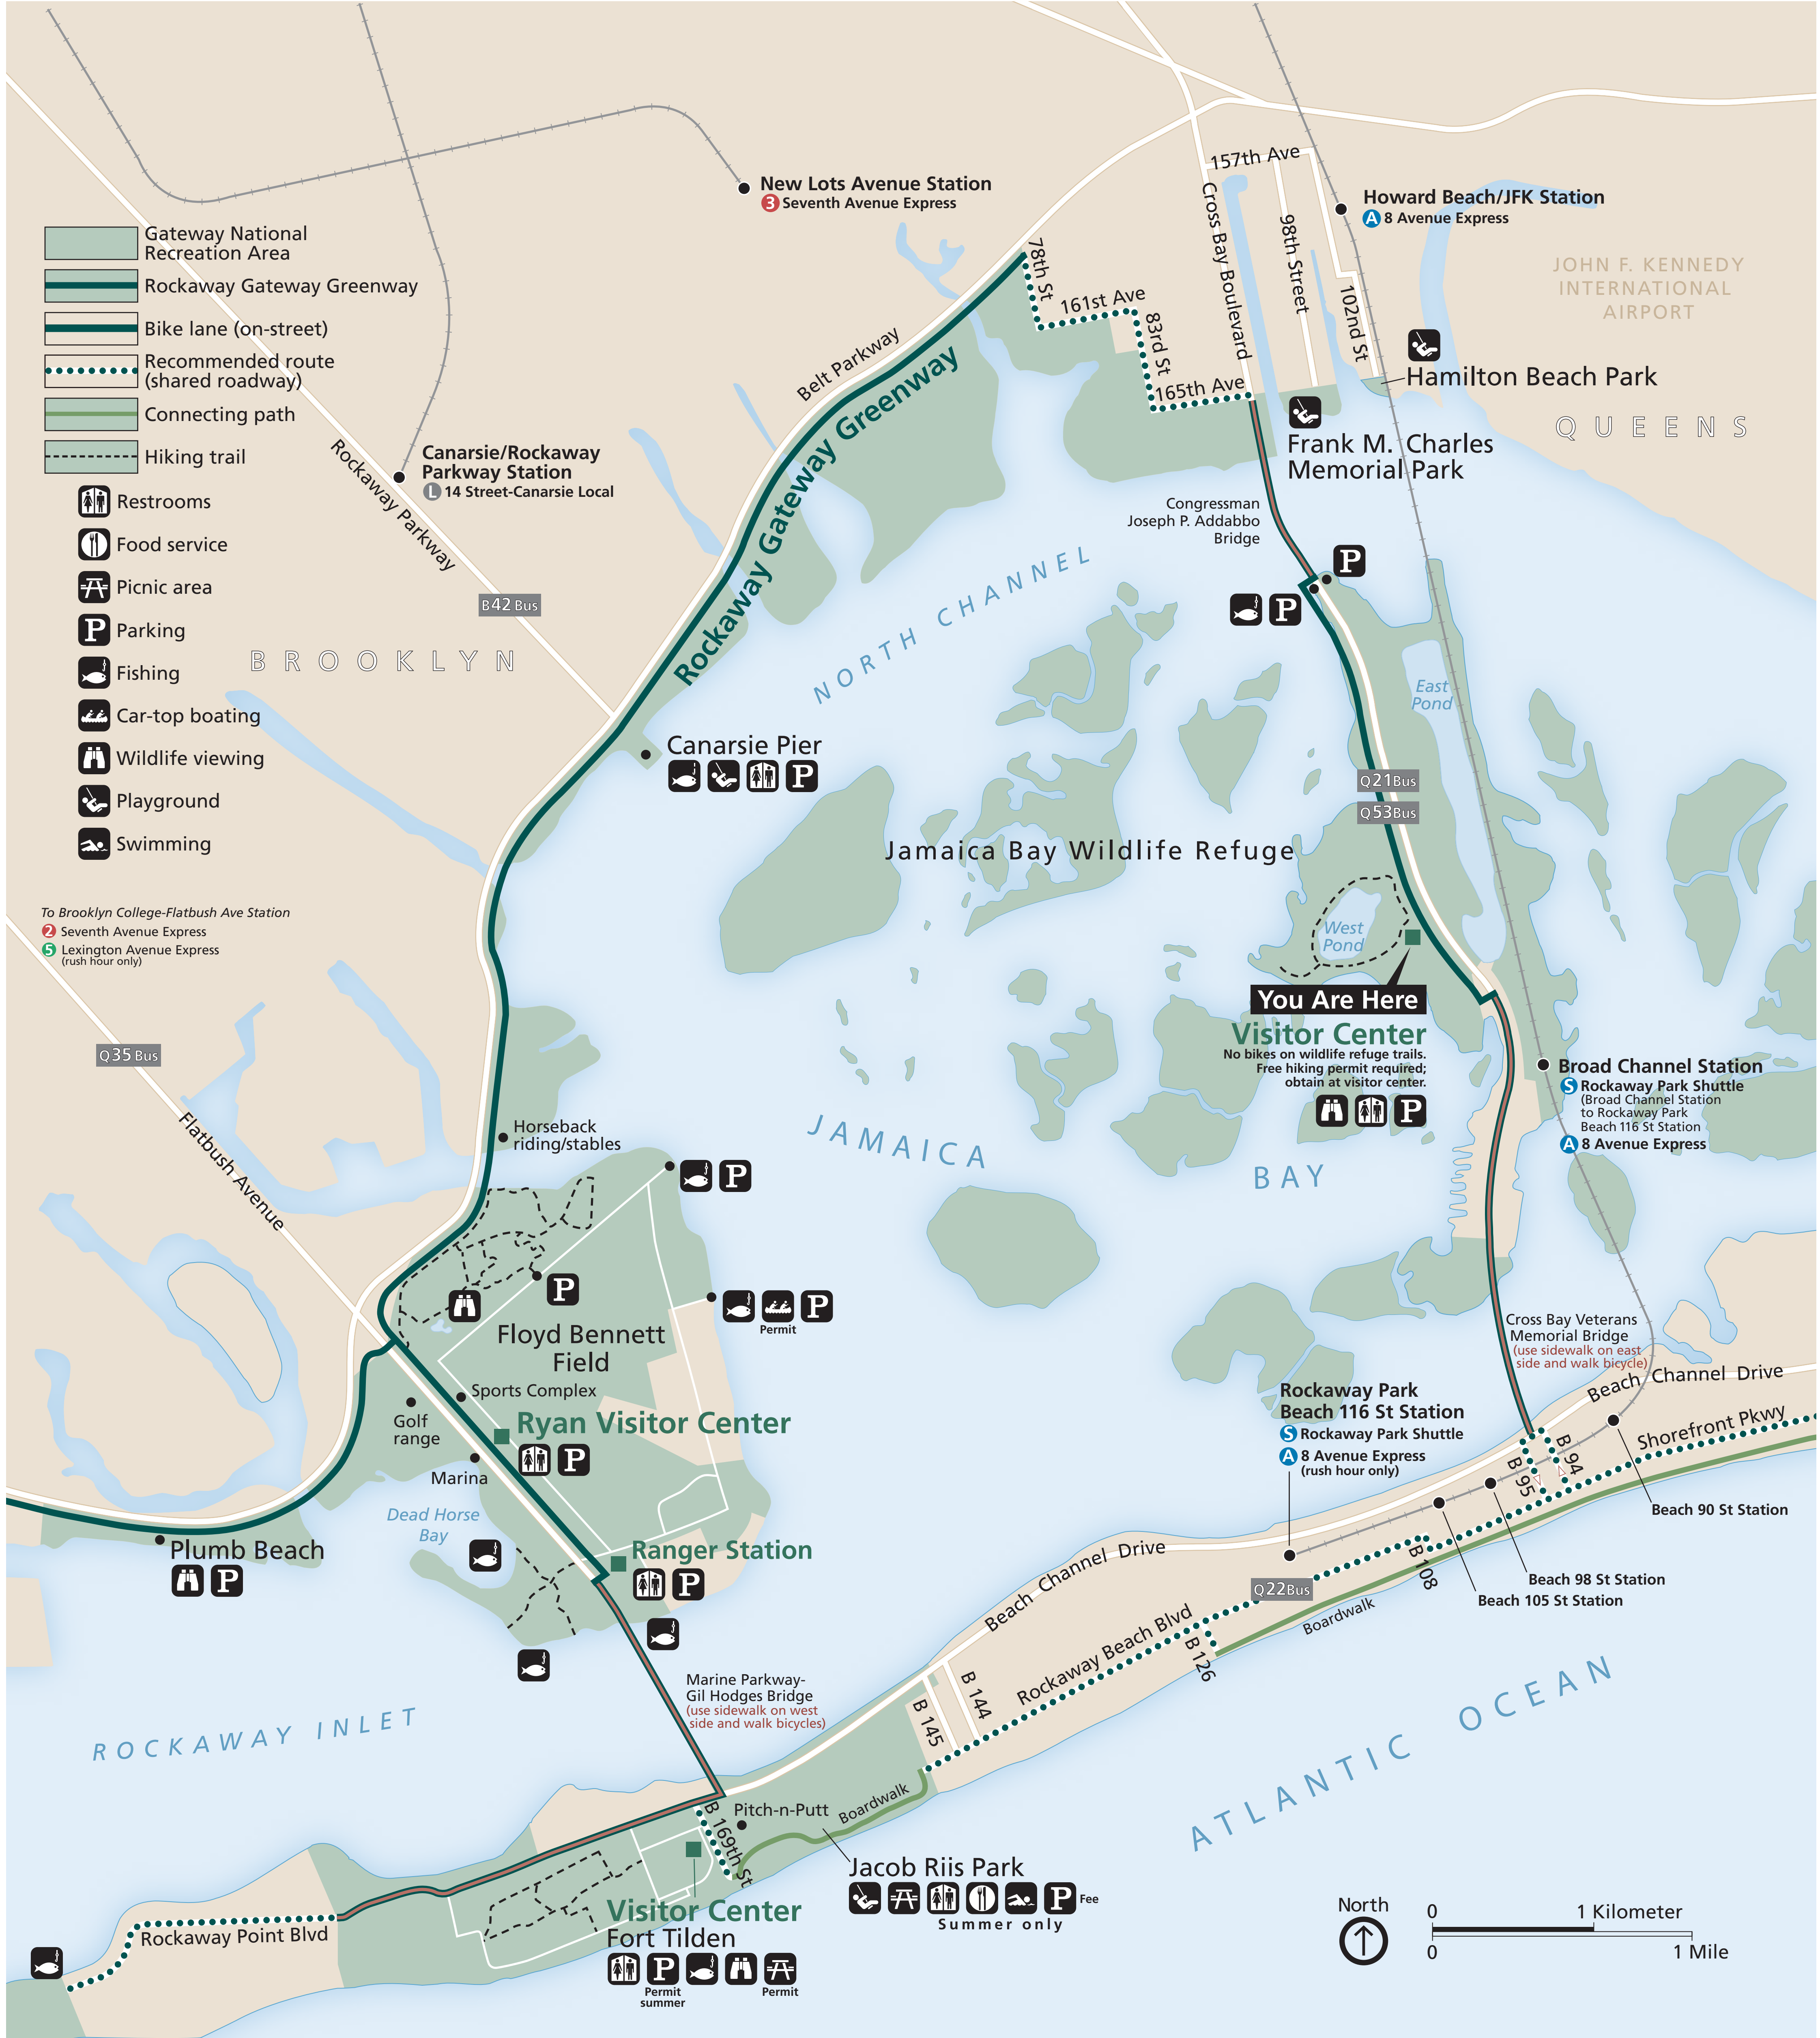 New Lots Avenue Station
3 Seventh Avenue Express
157th Ave
Cross Bay Boulevard
98th Street
102nd St
Howard Beach/JFK Station
A 8 Avenue Express
JOHN F. KENNEDY
INTERNATIONAL
AIRPORT
Gateway National
Recreation Area
Rockaway Gateway Greenway
Bike lane (on-street)
Recommended route
(shared roadway)
Connecting path
Hiking trail
Restrooms
Food service
Picnic area
P Parking
Fishing
Car-top boating
Wildlife viewing
Playground
Swimming
78th St
161st Ave
83rd St
165th Ave
Belt Parkway
Rockaway Gateway Greenway
Hamilton Beach Park
QUEENS
Frank M. Charles
Memorial Park
Canarsie/Rockaway
Parkway Station
L 14 Street-Canarsie Local
Rockaway Parkway
B42 Bus
BROOKLYN
Congressman
Joseph P. Addabbo
Bridge
P
P
NORTH CHANNEL
East
Pond
Canarsie Pier
P
Q21Bus
Q53Bus
Jamaica Bay Wildlife Refuge
West
Pond
You Are Here
Visitor Center
No bikes on wildlife refuge trails.
Free hiking permit required;
obtain at visitor center.
P
To Brooklyn College-Flatbush Ave Station
2 Seventh Avenue Express
5 Lexington Avenue Express
(rush hour only)
Q35 Bus
Flatbush Avenue
Broad Channel Station
S Rockaway Park Shuttle
(Broad Channel Station
to Rockaway Park
Beach 116 St Station
A 8 Avenue Express
Horseback
riding/stables
JAMAICA
BAY
P
P
P
Permit
Floyd Bennett
Field
Sports Complex
Golf
range
Ryan Visitor Center
P
Marina
Dead Horse
Bay
Plumb Beach
P
Ranger Station
P
Cross Bay Veterans
Memorial Bridge
(use sidewalk on east
side and walk bicycle)
Beach Channel Drive
Shorefront Pkwy
Rockaway Park
Beach 116 St Station
S Rockaway Park Shuttle
A 8 Avenue Express
(rush hour only)
B 94
B 95
Beach 90 St Station
Beach 98 St Station
Beach 105 St Station
B 108
Q22Bus
Boardwalk
Beach Channel Drive
Rockaway Beach Blvd
B 126
B 144
B 145
Marine Parkway-
Gil Hodges Bridge
(use sidewalk on west
side and walk bicycles)
ROCKAWAY INLET
ATLANTIC OCEAN
B 169th St
Pitch-n-Putt
Boardwalk
Jacob Riis Park
P Fee
Summer only
Visitor Center
Fort Tilden
P
Permit
summer
Permit
Rockaway Point Blvd
North
0 1 Kilometer
0 1 Mile